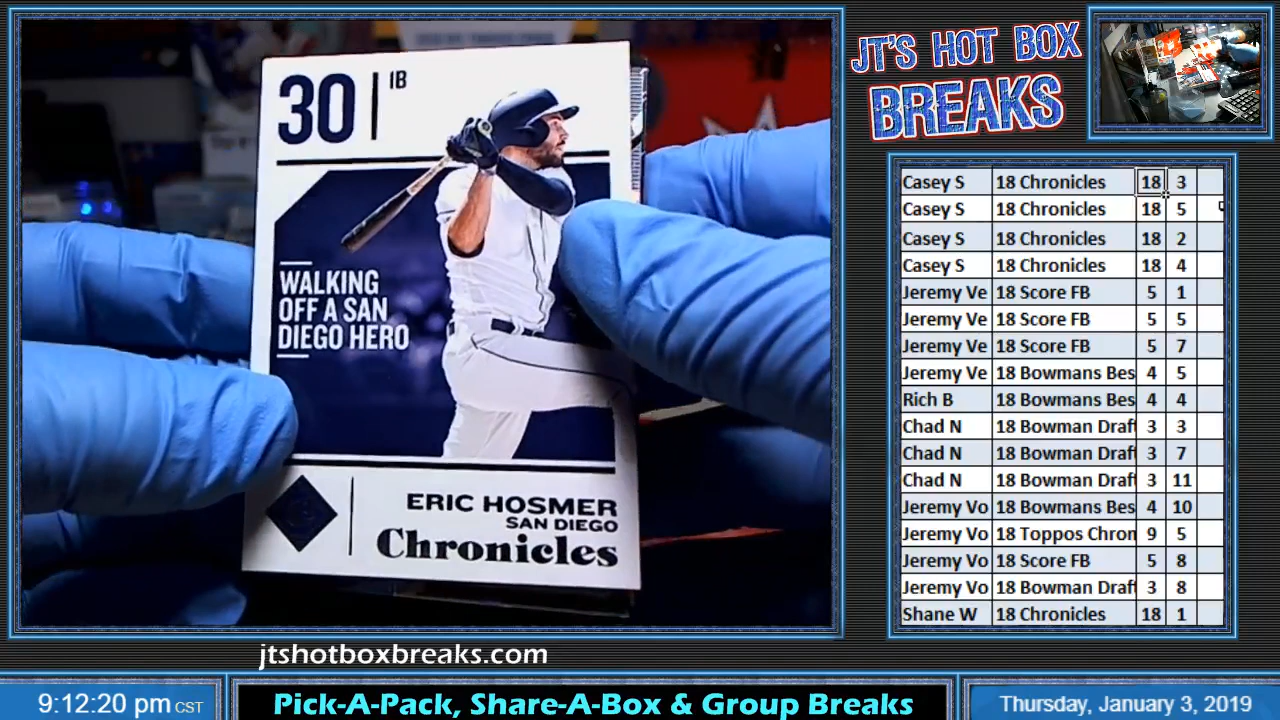 30 | 1B
WALKING
OFF A SAN
DIEGO HERO
ERIC HOSMER
SAN DIEGO
Chronicles
JT'S HOT BOX
BREAKS
Casey S 18 Chronicles 18 3
Casey S 18 Chronicles 18 5
Casey S 18 Chronicles 18 2
Casey S 18 Chronicles 18 4
Jeremy Ve 18 Score FB 5 1
Jeremy Ve 18 Score FB 5 5
Jeremy Ve 18 Score FB 5 7
Jeremy Ve 18 Bowmans Bes 4 5
Rich B 18 Bowmans Bes 4 4
Chad N 18 Bowman Draf 3 3
Chad N 18 Bowman Draf 3 7
Chad N 18 Bowman Draf 3 11
Jeremy Vo 18 Bowmans Bes 4 10
Jeremy Vo 18 Toppos Chron 9 5
Jeremy Vo 18 Score FB 5 8
Jeremy Vo 18 Bowman Draf 3 8
Shane W 18 Chronicles 18 1
jtshotboxbreaks.com
9:12:20 pm CST
Pick-A-Pack, Share-A-Box & Group Breaks
Thursday, January 3, 2019